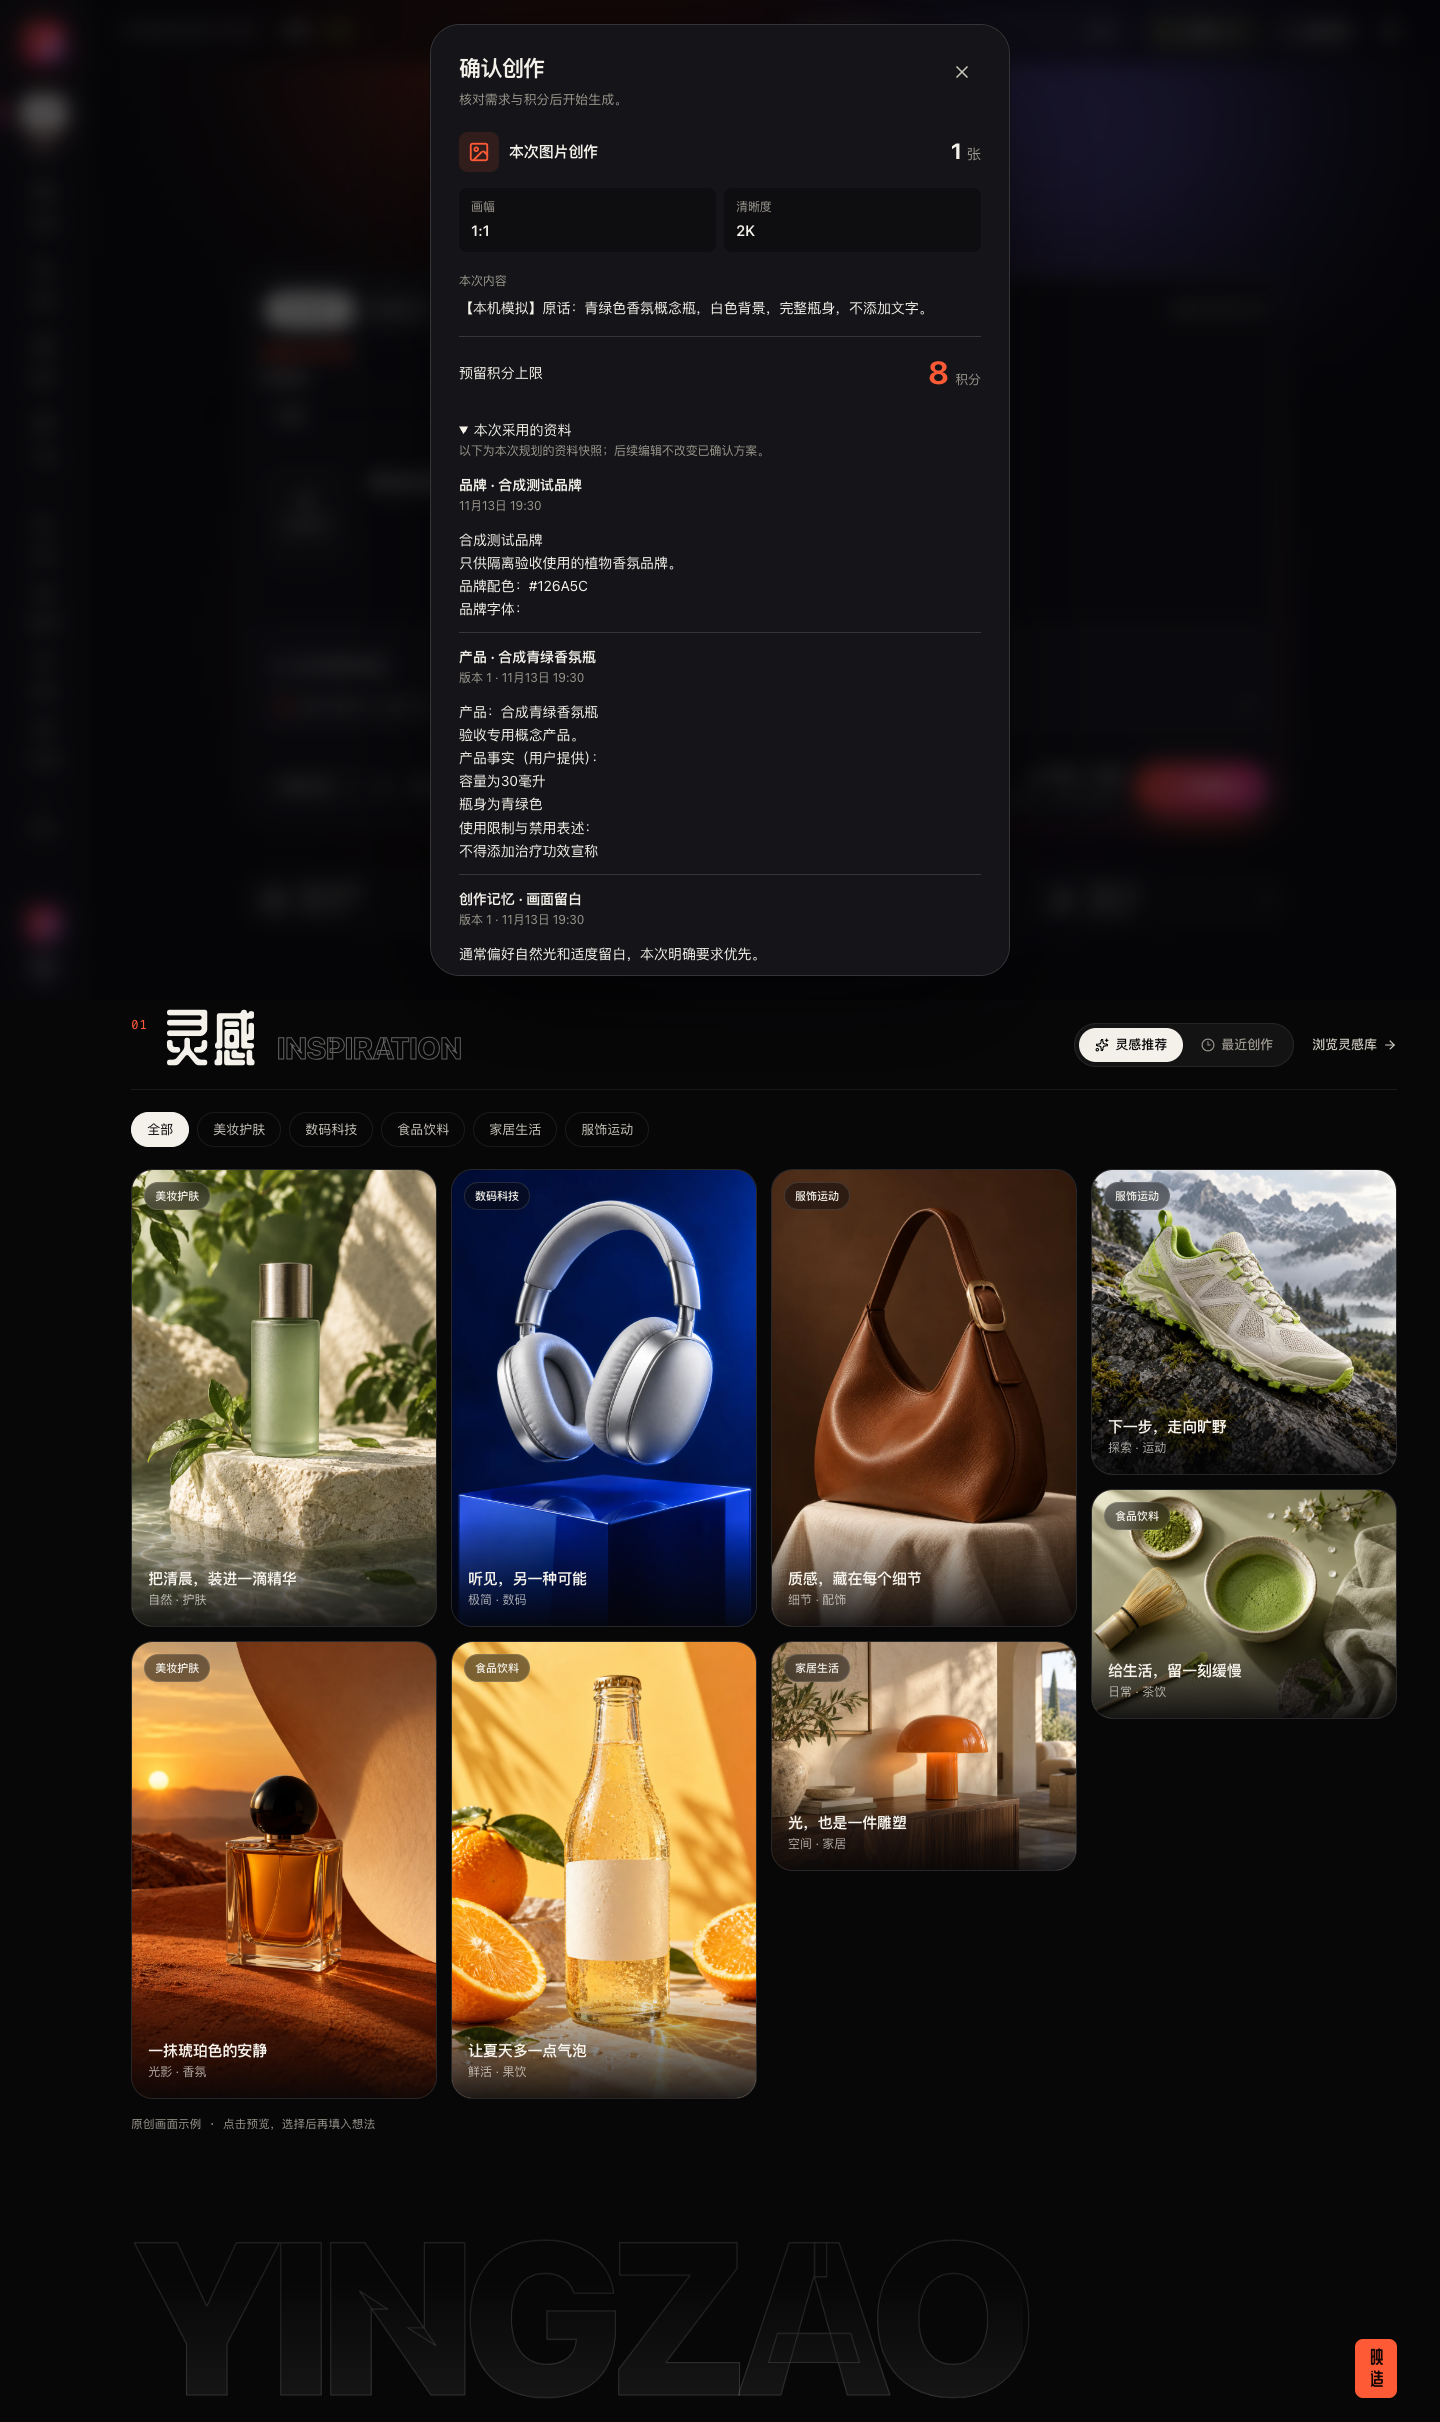 确认创作
核对需求与积分后开始生成。
本次图片创作
1 张
画幅
1:1
清晰度
2K
本次内容
【本机模拟】原话：青绿色香氛概念瓶，白色背景，完整瓶身，不添加文字。
预留积分上限
8 积分
▼ 本次采用的资料
以下为本次规划的资料快照；后续编辑不改变已确认方案。
品牌 · 合成测试品牌
11月13日 19:30
合成测试品牌
只供隔离验收使用的植物香氛品牌。
品牌配色：#126A5C
品牌字体：
产品 · 合成青绿香氛瓶
版本 1 · 11月13日 19:30
产品：合成青绿香氛瓶
验收专用概念产品。
产品事实（用户提供）：
容量为30毫升
瓶身为青绿色
使用限制与禁用表述：
不得添加治疗功效宣称
创作记忆 · 画面留白
版本 1 · 11月13日 19:30
通常偏好自然光和适度留白，本次明确要求优先。
01 灵感 INSPIRATION
灵感推荐
最近创作
浏览灵感库 →
全部
美妆护肤
数码科技
食品饮料
家居生活
服饰运动
美妆护肤
把清晨，装进一滴精华
自然 · 护肤
数码科技
听见，另一种可能
极简 · 数码
服饰运动
质感，藏在每个细节
细节 · 配饰
服饰运动
下一步，走向旷野
探索 · 运动
食品饮料
给生活，留一刻缓慢
日常 · 茶饮
美妆护肤
一抹琥珀色的安静
光影 · 香氛
食品饮料
让夏天多一点气泡
鲜活 · 果饮
家居生活
光，也是一件雕塑
空间 · 家居
原创画面示例 · 点击预览，选择后再填入想法
YINGZAO
映造